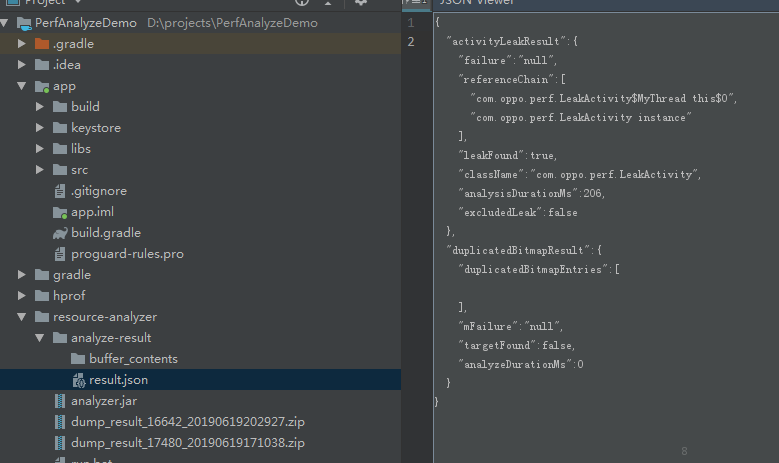 Project
PerfAnalyzeDemo D:\projects\PerfAnalyzeDemo
.gradle
.idea
app
build
keystore
libs
src
.gitignore
app.iml
build.gradle
proguard-rules.pro
gradle
hprof
resource-analyzer
analyze-result
buffer_contents
result.json
analyzer.jar
dump_result_16642_20190619202927.zip
dump_result_17480_20190619171038.zip
run.bat
JSON Viewer
1
2
{
"activityLeakResult":{
"failure":"null",
"referenceChain":[
"com.oppo.perf.LeakActivity$MyThread this$0",
"com.oppo.perf.LeakActivity instance"
],
"leakFound":true,
"className":"com.oppo.perf.LeakActivity",
"analysisDurationMs":206,
"excludedLeak":false
},
"duplicatedBitmapResult":{
"duplicatedBitmapEntries":[
],
"mFailure":"null",
"targetFound":false,
"analyzeDurationMs":0
}
}
8